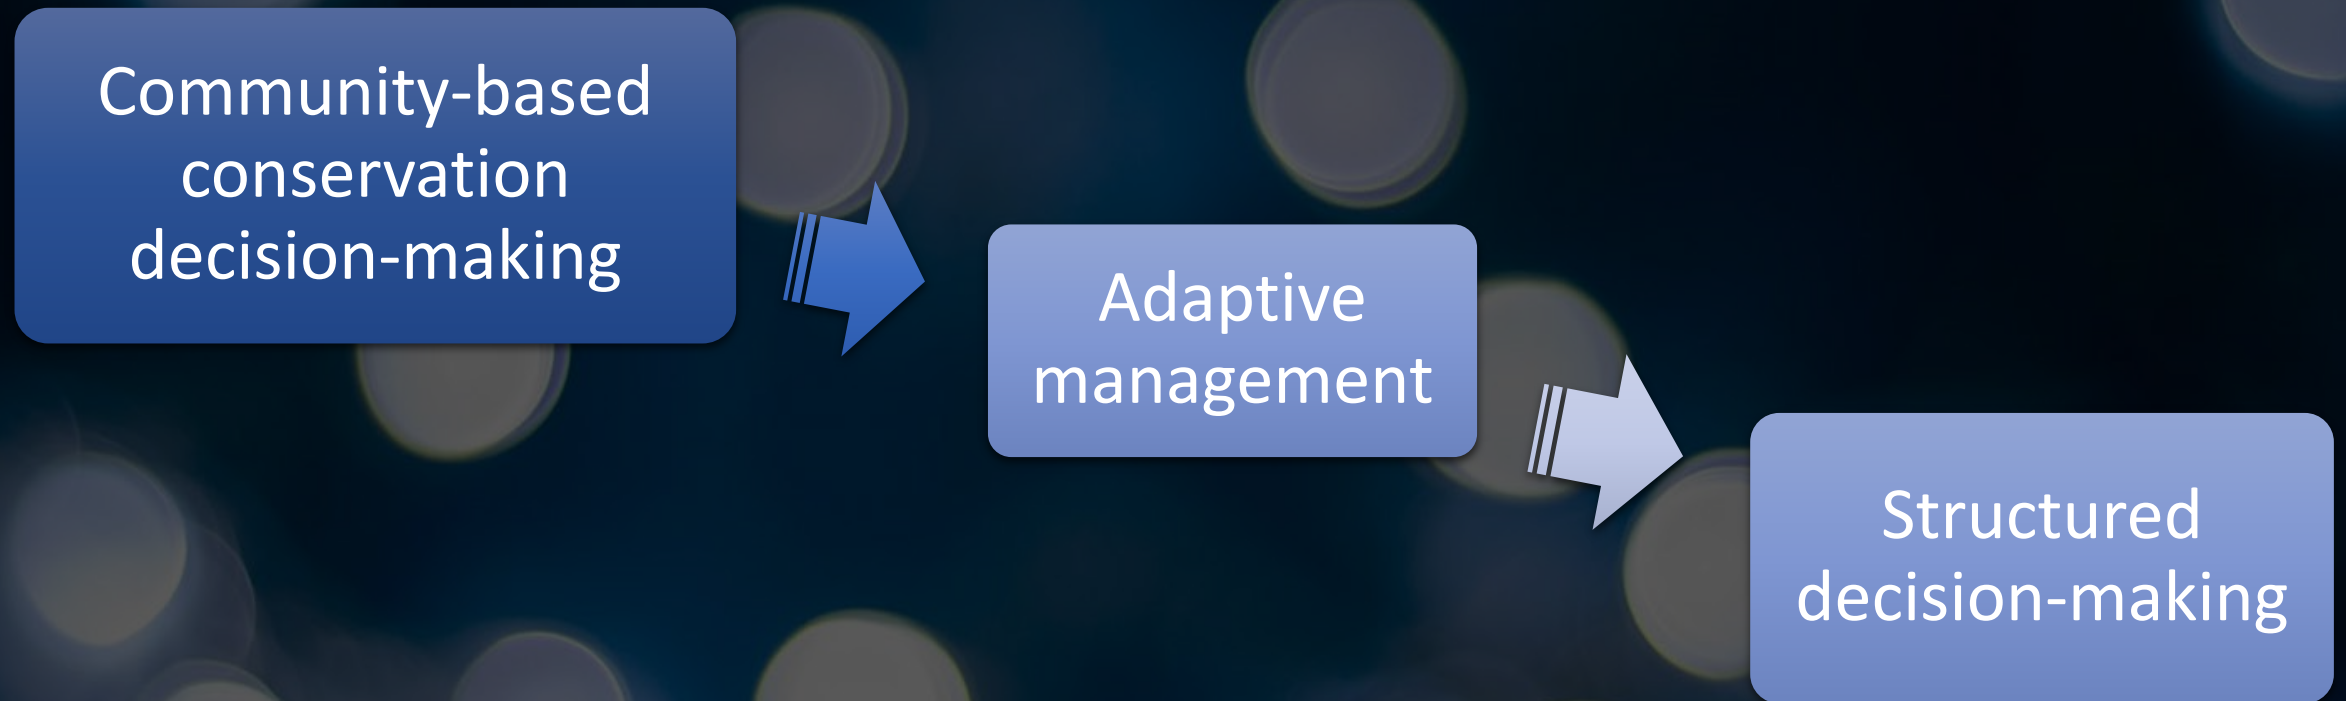 Community-based
conservation
decision-making
Adaptive
management
Structured
decision-making